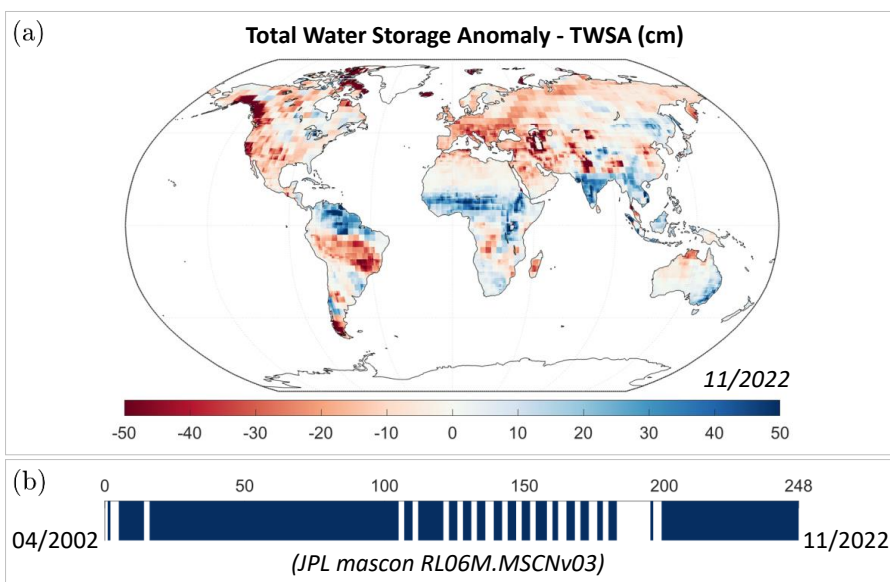 (a)
Total Water Storage Anomaly - TWSA (cm)
11/2022
-50 -40 -30 -20 -10 0 10 20 30 40 50
(b)
0 50 100 150 200 248
04/2002 11/2022
(JPL mascon RL06M.MSCNv03)